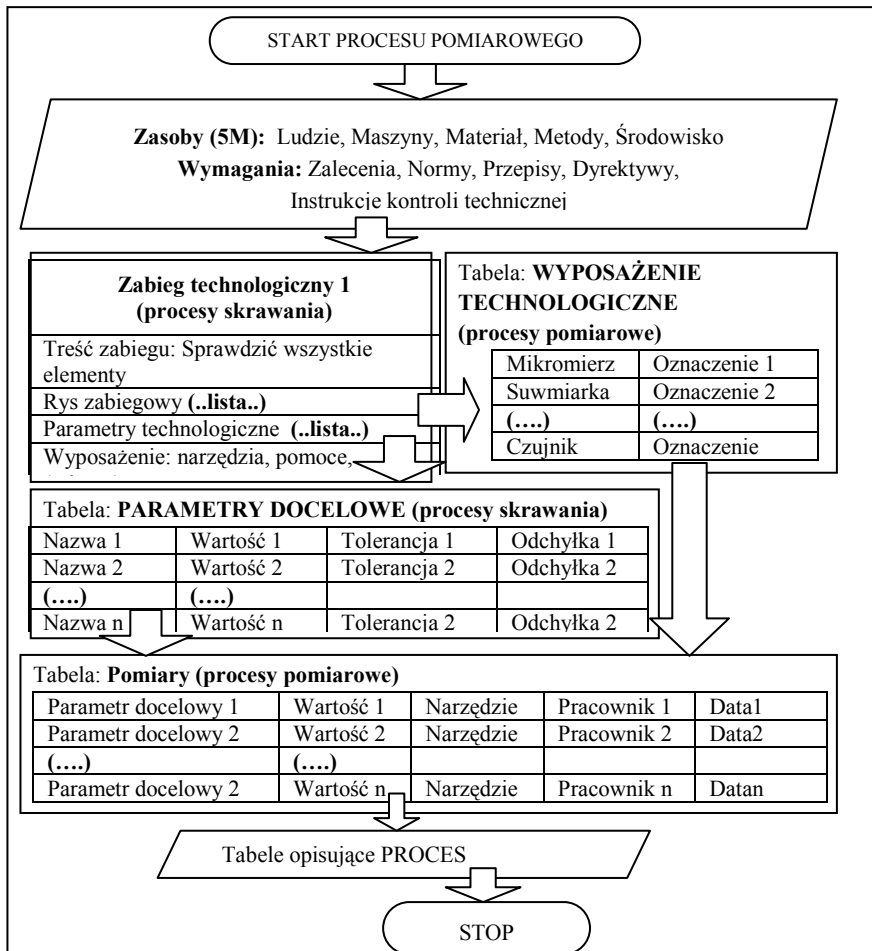 START PROCESU POMIAROWEGO
Zasoby (5M): Ludzie, Maszyny, Materiał, Metody, Środowisko
Wymagania: Zalecenia, Normy, Przepisy, Dyrektywy,
Instrukcje kontroli technicznej
Zabieg technologiczny 1
(procesy skrawania)
Treść zabiegu: Sprawdzić wszystkie
elementy
Rys zabiegowy (..lista..)
Parametry technologiczne (..lista..)
Wyposażenie: narzędzia, pomoce,
Tabela: WYPOSAŻENIE
TECHNOLOGICZNE
(procesy pomiarowe)
Mikromierz Oznaczenie 1
Suwmiarka Oznaczenie 2
(....) (....)
Czujnik Oznaczenie
Tabela: PARAMETRY DOCELOWE (procesy skrawania)
Nazwa 1 Wartość 1 Tolerancja 1 Odchyłka 1
Nazwa 2 Wartość 2 Tolerancja 2 Odchyłka 2
(....) (....)
Nazwa n Wartość n Tolerancja 2 Odchyłka 2
Tabela: Pomiary (procesy pomiarowe)
Parametr docelowy 1 Wartość 1 Narzędzie Pracownik 1 Data1
Parametr docelowy 2 Wartość 2 Narzędzie Pracownik 2 Data2
(....) (....)
Parametr docelowy 2 Wartość n Narzędzie Pracownik n Datan
Tabele opisujące PROCES
STOP